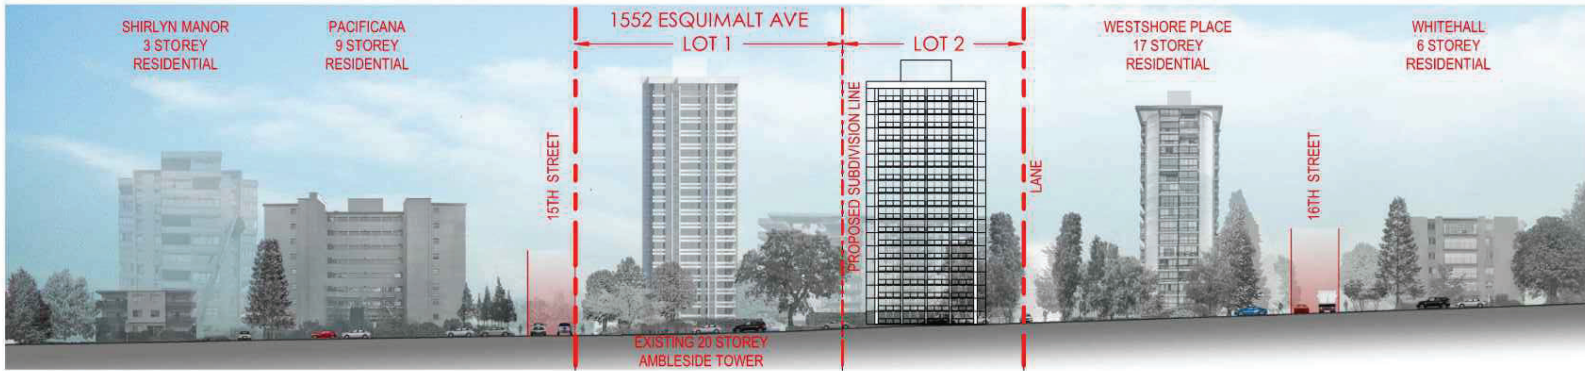 SHIRLYN MANOR
3 STOREY
RESIDENTIAL
PACIFICANA
9 STOREY
RESIDENTIAL
1552 ESQUIMALT AVE
LOT 1
LOT 2
WESTSHORE PLACE
17 STOREY
RESIDENTIAL
WHITEHALL
6 STOREY
RESIDENTIAL
15TH STREET
PROPOSED SUBDIVISION LINE
LANE
16TH STREET
EXISTING 20 STOREY
AMBLESIDE TOWER